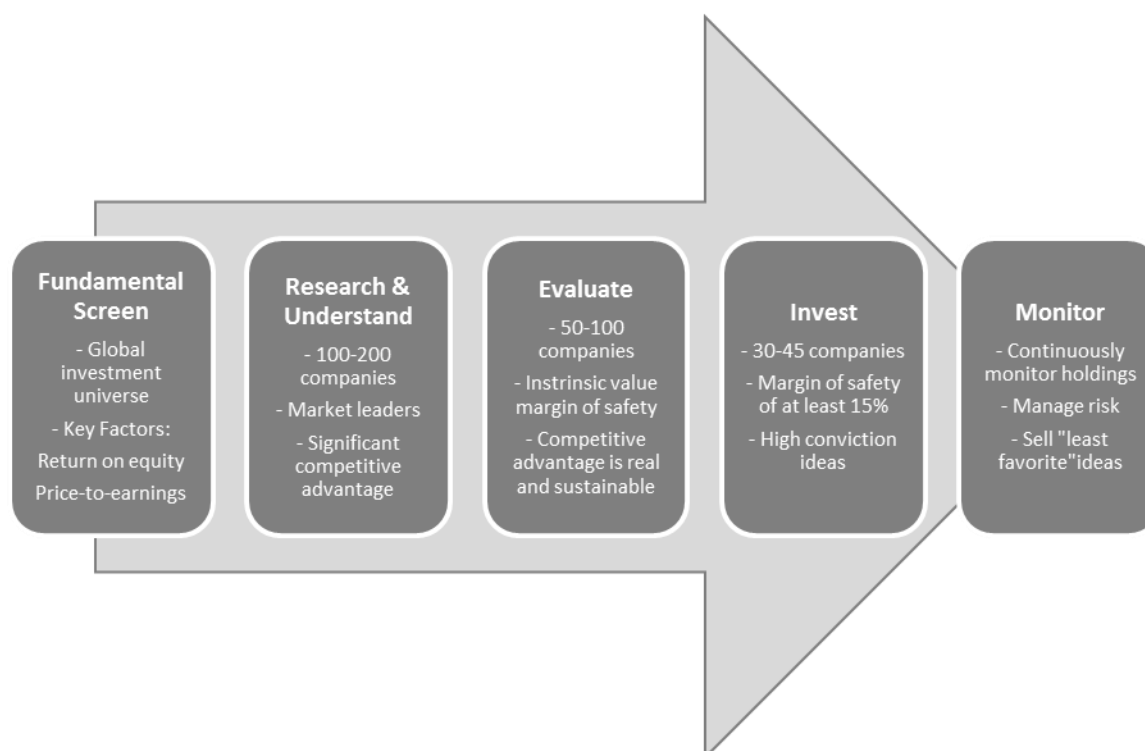 Fundamental
Screen
- Global
investment
universe
- Key Factors:
Return on equity
Price-to-earnings
Research &
Understand
- 100-200
companies
- Market leaders
- Significant
competitive
advantage
Evaluate
- 50-100
companies
- Instrinsic value
margin of safety
- Competitive
advantage is real
and sustainable
Invest
- 30-45 companies
- Margin of safety
of at least 15%
- High conviction
ideas
Monitor
- Continuously
monitor holdings
- Manage risk
- Sell "least
favorite"ideas